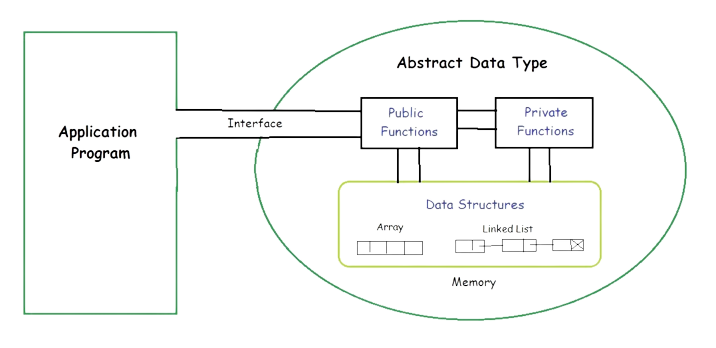 Abstract Data Type
Application
Program
Interface
Public
Functions
Private
Functions
Data Structures
Array
Linked List
Memory